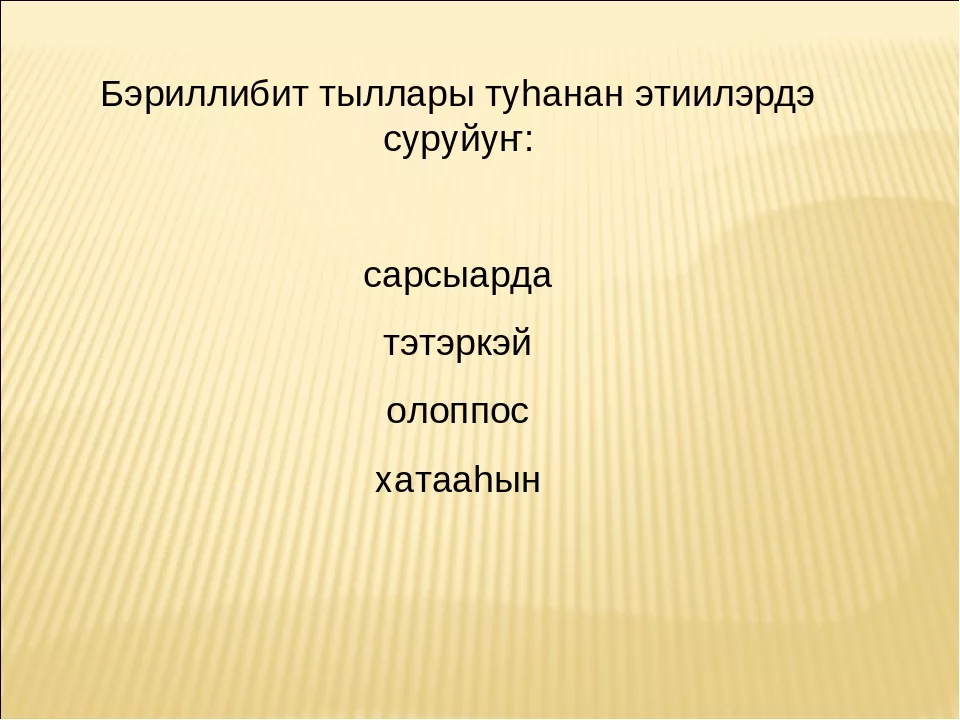 Бэриллибит тыллары туһанан этиилэрдэ
суруйуҥ:
сарсыарда
тэтэркэй
олоппос
хатааһын